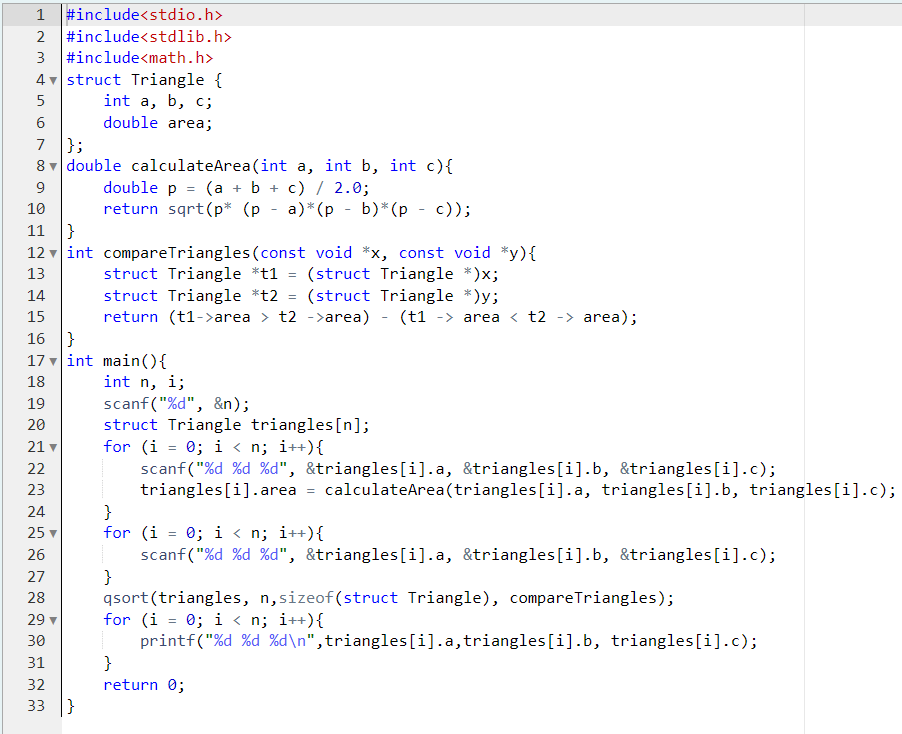 1 #include<stdio.h>
2 #include<stdlib.h>
3 #include<math.h>
4 struct Triangle {
5     int a, b, c;
6     double area;
7 };
8 double calculateArea(int a, int b, int c){
9     double p = (a + b + c) / 2.0;
10     return sqrt(p* (p - a)*(p - b)*(p - c));
11 }
12 int compareTriangles(const void *x, const void *y){
13     struct Triangle *t1 = (struct Triangle *)x;
14     struct Triangle *t2 = (struct Triangle *)y;
15     return (t1->area > t2 ->area) - (t1 -> area < t2 -> area);
16 }
17 int main(){
18     int n, i;
19     scanf("%d", &n);
20     struct Triangle triangles[n];
21     for (i = 0; i < n; i++){
22         scanf("%d %d %d", &triangles[i].a, &triangles[i].b, &triangles[i].c);
23         triangles[i].area = calculateArea(triangles[i].a, triangles[i].b, triangles[i].c);
24     }
25     for (i = 0; i < n; i++){
26         scanf("%d %d %d", &triangles[i].a, &triangles[i].b, &triangles[i].c);
27     }
28     qsort(triangles, n,sizeof(struct Triangle), compareTriangles);
29     for (i = 0; i < n; i++){
30         printf("%d %d %d\n",triangles[i].a,triangles[i].b, triangles[i].c);
31     }
32     return 0;
33 }